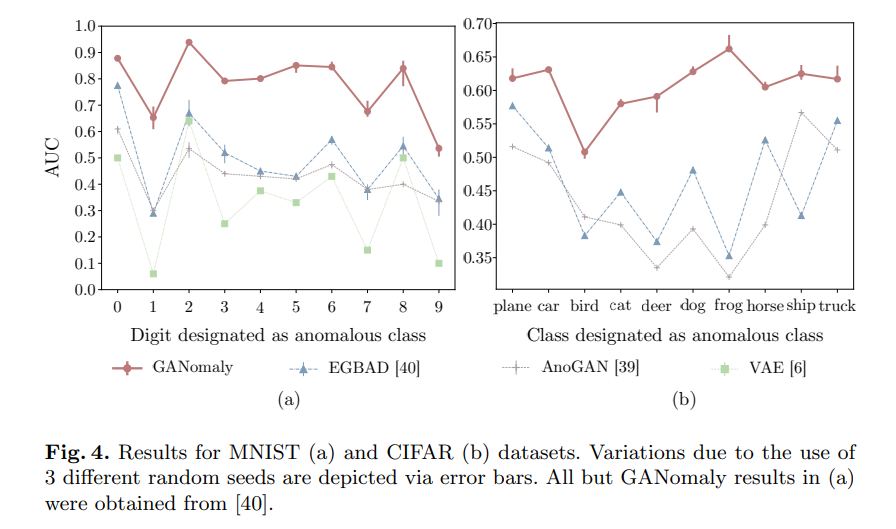 1.0
0.9
0.8
0.7
0.6
0.5
0.4
0.3
0.2
0.1
0.0
AUC
0 1 2 3 4 5 6 7 8 9
Digit designated as anomalous class
0.70
0.65
0.60
0.55
0.50
0.45
0.40
0.35
plane car bird cat deer dog frog horse ship truck
Class designated as anomalous class
GANomaly EGBAD [40] AnoGAN [39] VAE [6]
(a) (b)
Fig. 4. Results for MNIST (a) and CIFAR (b) datasets. Variations due to the use of
3 different random seeds are depicted via error bars. All but GANomaly results in (a)
were obtained from [40].